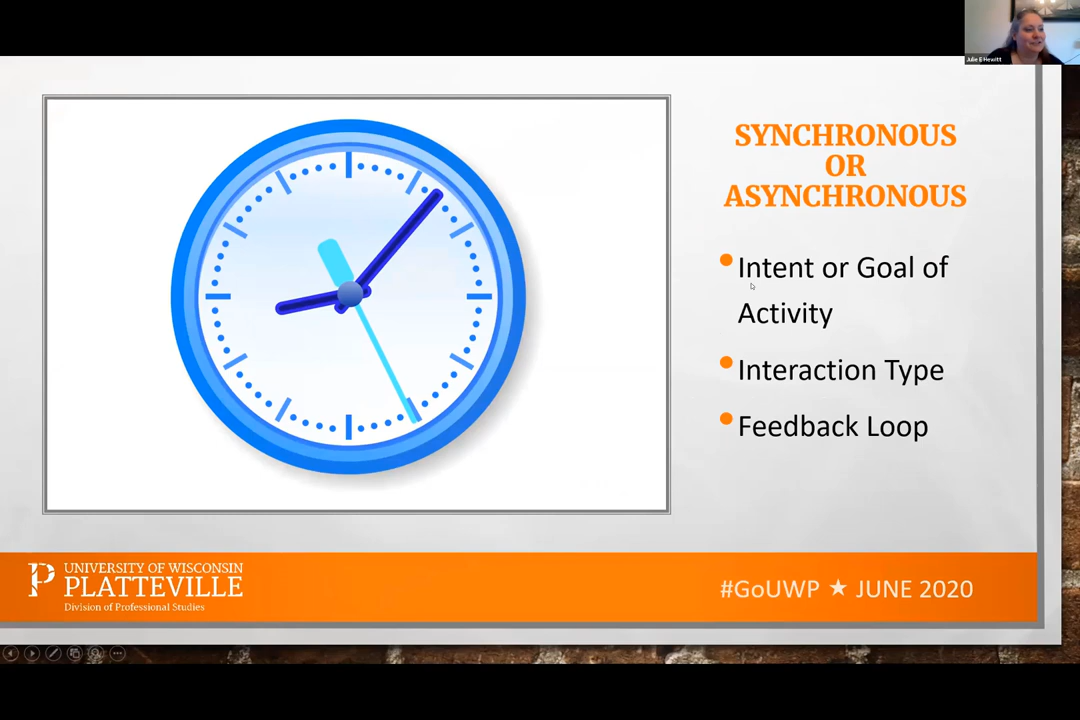 Julie E Hewitt
SYNCHRONOUS
OR
ASYNCHRONOUS
Intent or Goal of
Activity
Interaction Type
Feedback Loop
UNIVERSITY OF WISCONSIN
PLATTEVILLE
Division of Professional Studies
#GoUWP ★ JUNE 2020